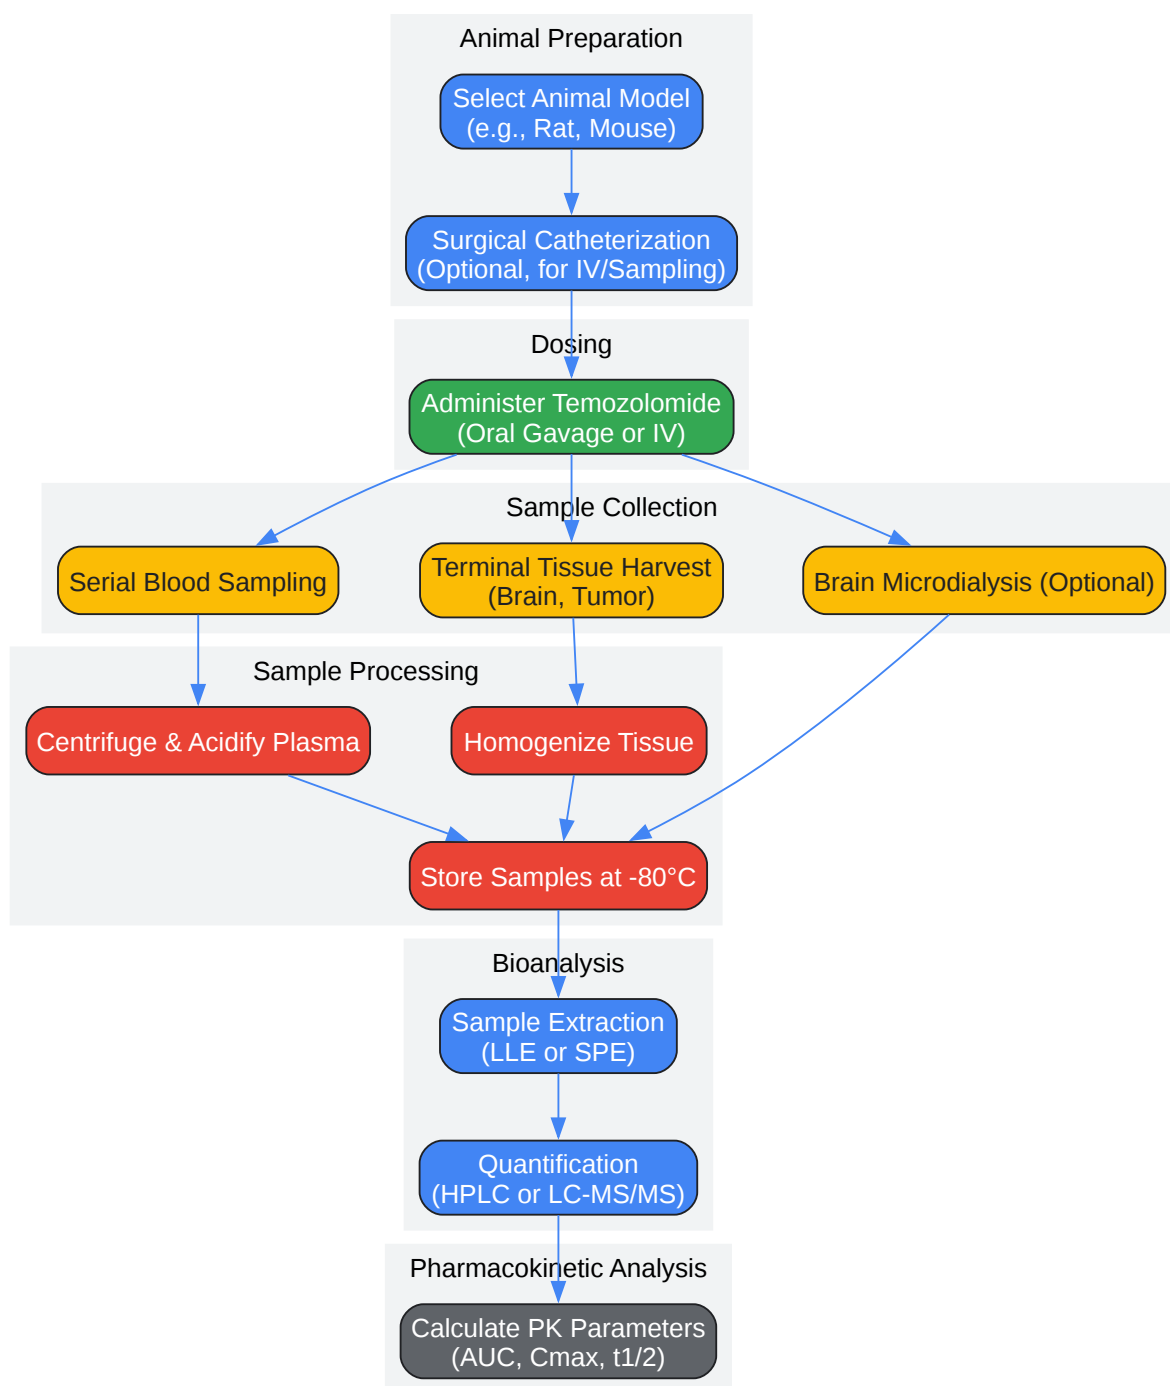 Animal Preparation
Select Animal Model
(e.g., Rat, Mouse)
Surgical Catheterization
(Optional, for IV/Sampling)
Dosing
Administer Temozolomide
(Oral Gavage or IV)
Sample Collection
Serial Blood Sampling
Terminal Tissue Harvest
(Brain, Tumor)
Brain Microdialysis (Optional)
Sample Processing
Centrifuge & Acidify Plasma
Homogenize Tissue
Store Samples at -80°C
Bioanalysis
Sample Extraction
(LLE or SPE)
Quantification
(HPLC or LC-MS/MS)
Pharmacokinetic Analysis
Calculate PK Parameters
(AUC, Cmax, t1/2)